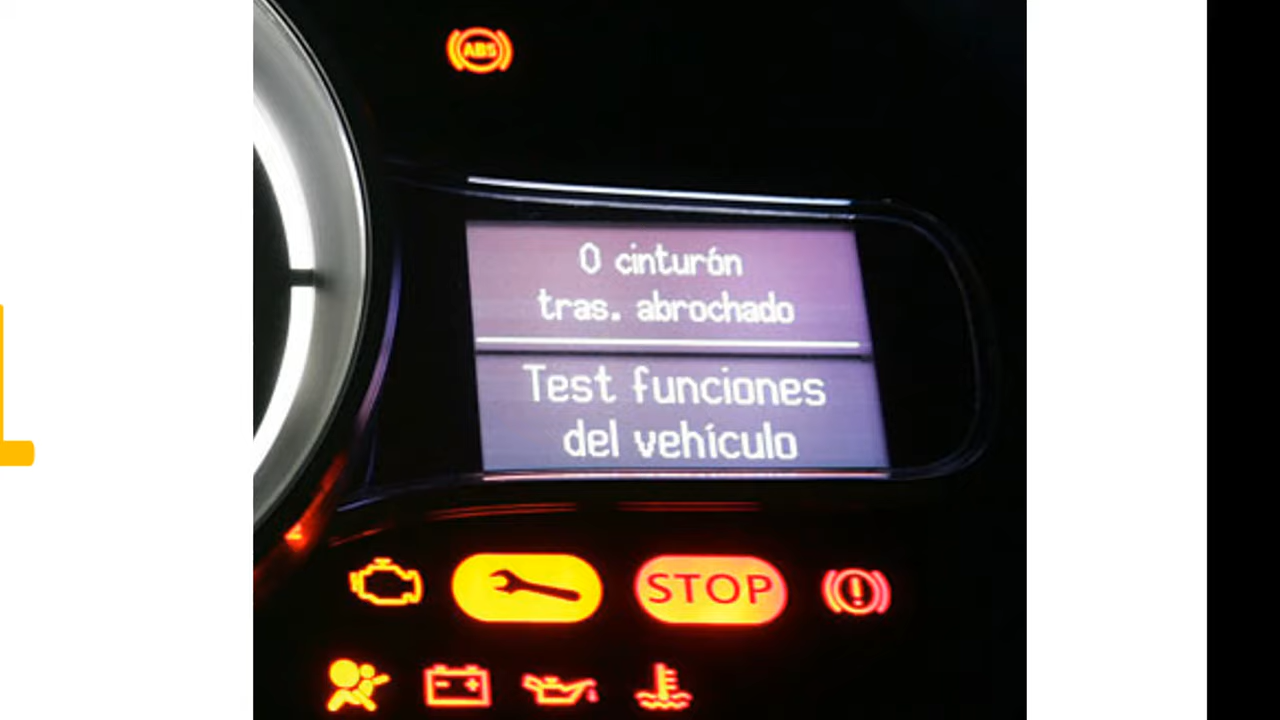 ABS
0 cinturón
tras. abrochado
Test funciones
del vehículo
STOP